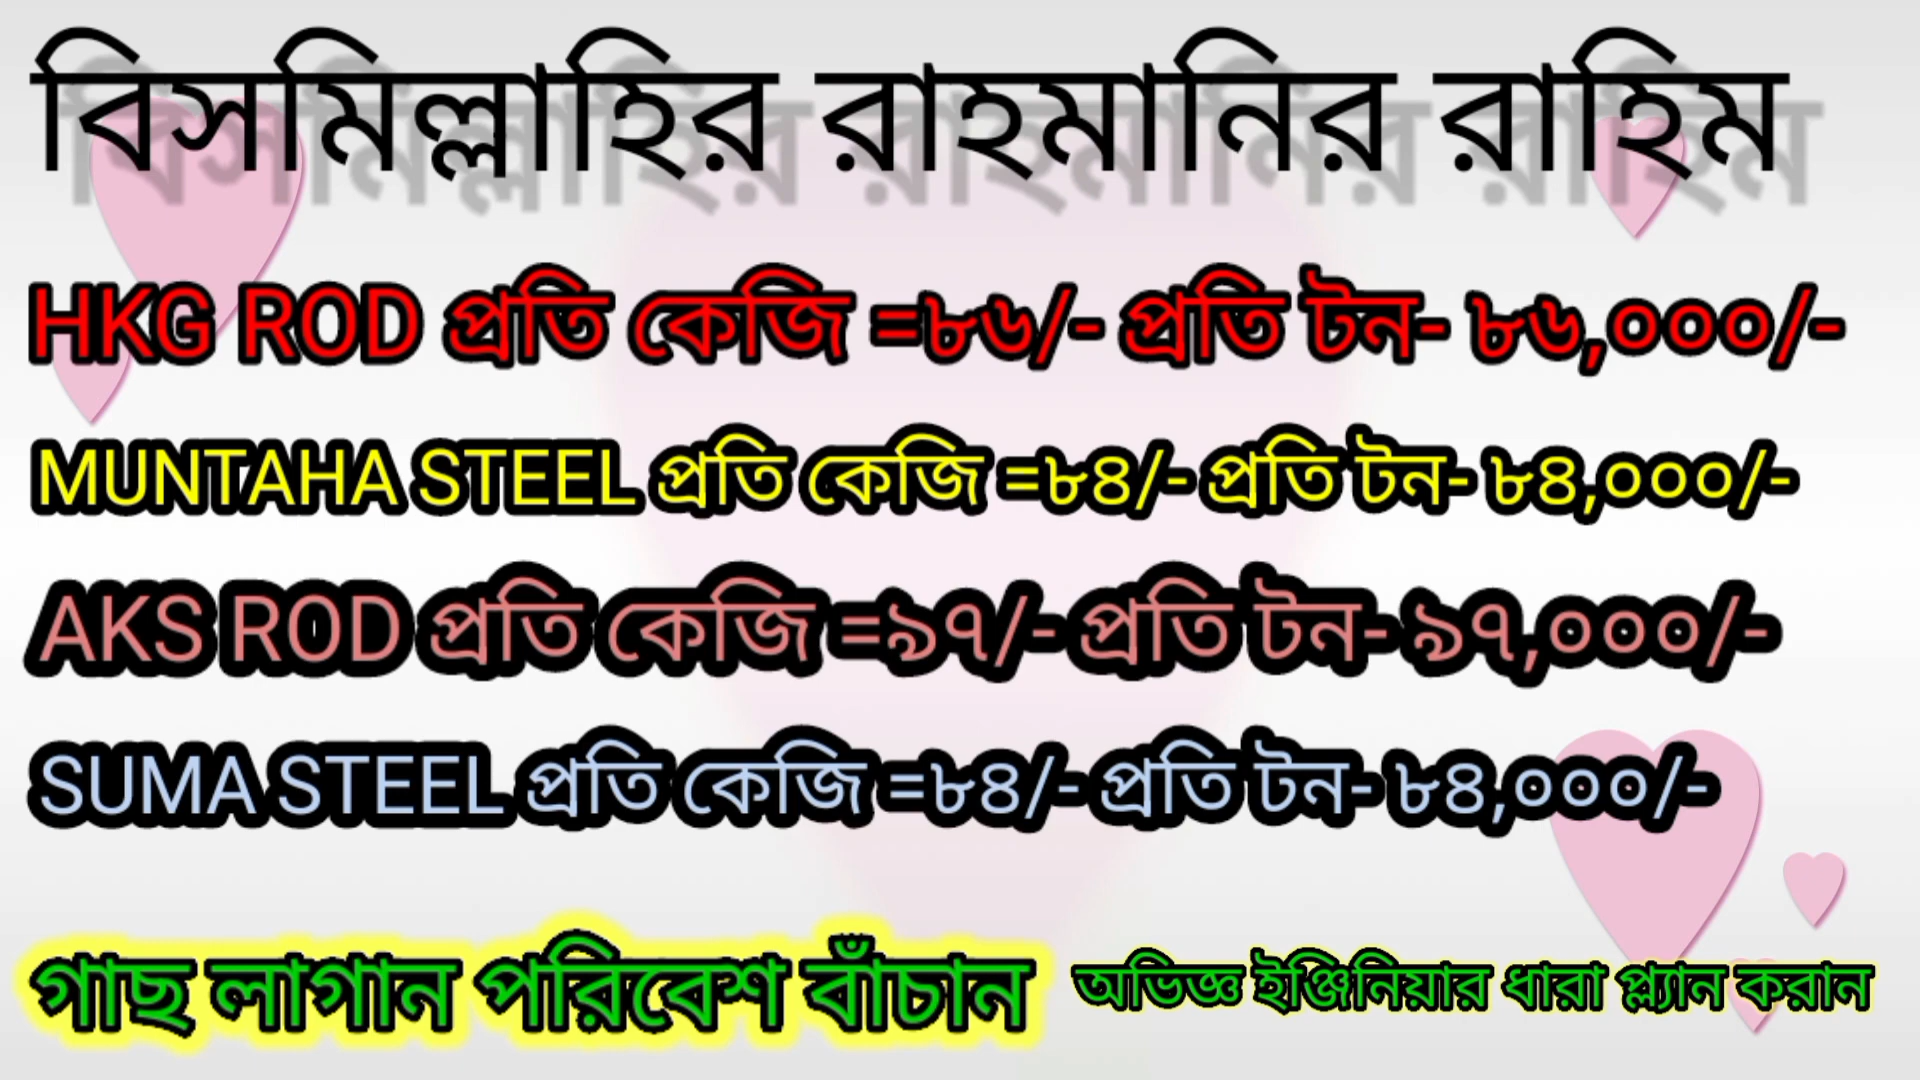 বিসমিল্লাহির রাহমানির রাহিম
HKG ROD প্রতি কেজি =৮৬/- প্রতি টন- ৮৬,০০০/-
MUNTAHA STEEL প্রতি কেজি =৮৪/- প্রতি টন- ৮৪,০০০/-
AKS ROD প্রতি কেজি =৯৭/- প্রতি টন- ৯৭,০০০/-
SUMA STEEL প্রতি কেজি =৮৪/- প্রতি টন- ৮৪,০০০/-
গাছ লাগান পরিবেশ বাঁচান অভিজ্ঞ ইঞ্জিনিয়ার ধারা প্ল্যান করান